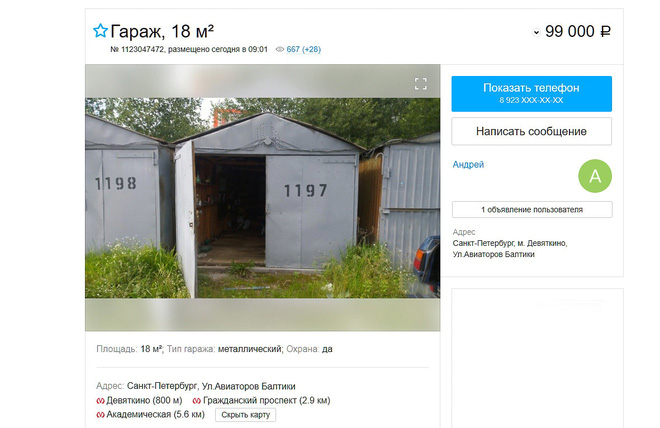 Гараж, 18 м²
99 000 ₽
№ 1123047472, размещено сегодня в 09:01 667 (+28)
1198
1197
Показать телефон
8 923 XXX-XX-XX
Написать сообщение
Андрей
А
1 объявление пользователя
Адрес
Санкт-Петербург, м. Девяткино,
Ул.Авиаторов Балтики
Площадь: 18 м²; Тип гаража: металлический; Охрана: да
Адрес: Санкт-Петербург, Ул.Авиаторов Балтики
Девяткино (800 м) Гражданский проспект (2.9 км)
Академическая (5.6 км) Скрыть карту